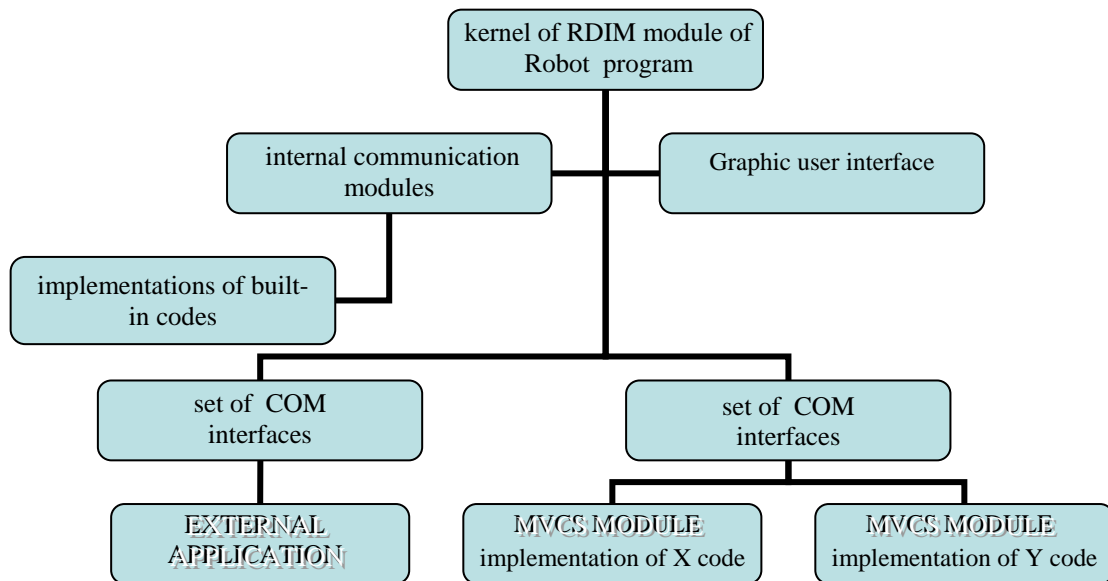 kernel of RDIM module of
Robot program
internal communication
modules
Graphic user interface
implementations of built-
in codes
set of COM
interfaces
set of COM
interfaces
EXTERNAL
APPLICATION
MVCS MODULE
implementation of X code
MVCS MODULE
implementation of Y code